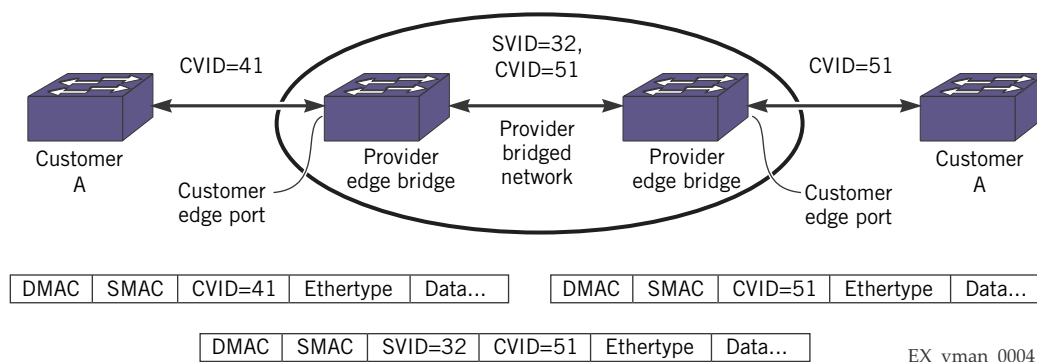 SVID=32,
CVID=51
CVID=41
CVID=51
Customer
A
Provider
edge bridge
Provider
bridged
network
Provider
edge bridge
Customer
A
Customer
edge port
Customer
edge port
DMAC SMAC CVID=41 Ethertype Data...
DMAC SMAC CVID=51 Ethertype Data...
DMAC SMAC SVID=32 CVID=51 Ethertype Data...
EX_vman_0004